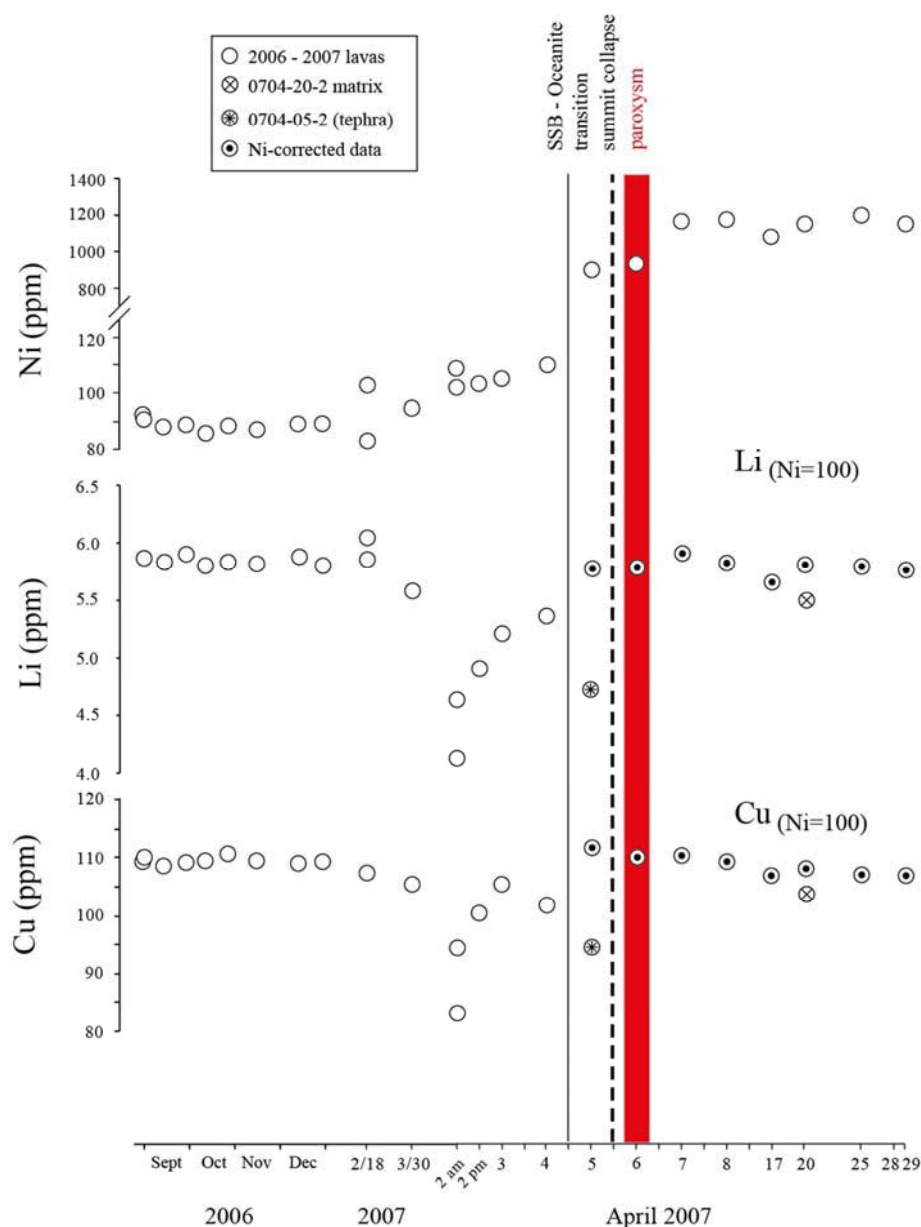 2006 - 2007 lavas
0704-20-2 matrix
0704-05-2 (tephra)
Ni-corrected data
SSB - Oceanite
transition
summit collapse
paroxysm
Ni (ppm)
1400
1200
1000
800
120
100
80
Li (Ni=100)
Li (ppm)
6.5
6.0
5.5
5.0
4.5
4.0
Cu (Ni=100)
Cu (ppm)
120
110
100
90
80
Sept Oct Nov Dec 2/18 3/30 2 am 2 pm 3 4 5 6 7 8 17 20 25 28 29
2006 2007 April 2007